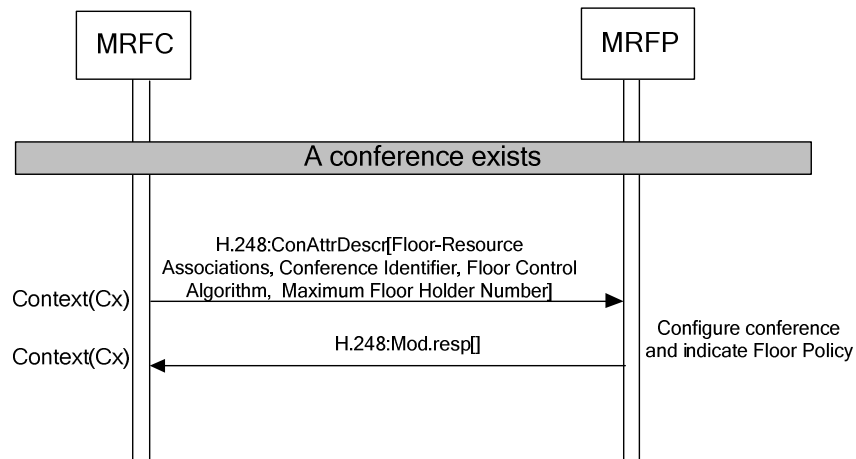 MRFC
MRFP
A conference exists
H.248:ConAttrDescr[Floor-Resource
Associations, Conference Identifier, Floor Control
Algorithm, Maximum Floor Holder Number]
Context(Cx)
Configure conference
and indicate Floor Policy
H.248:Mod.resp[]
Context(Cx)